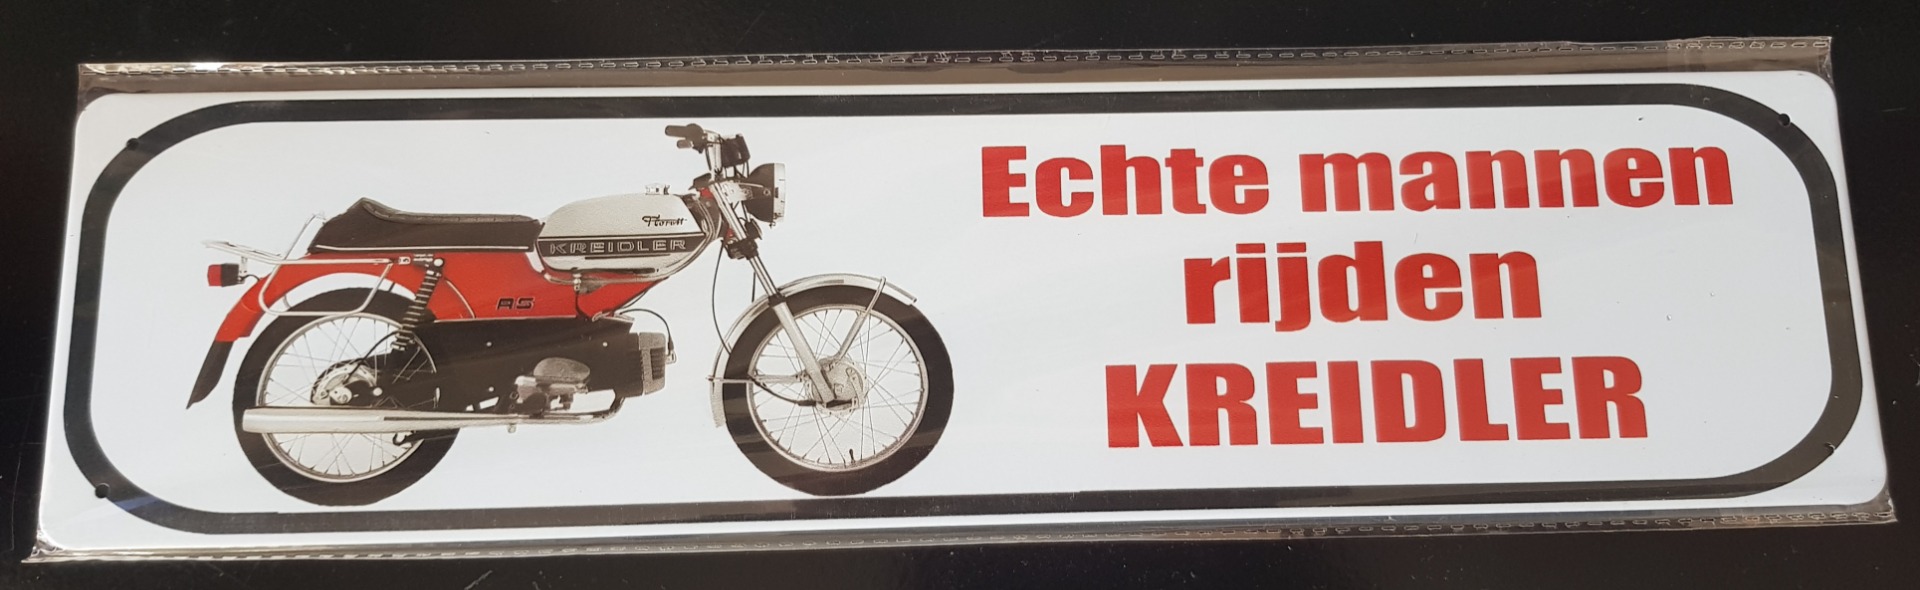 Echte mannen
rijden
KREIDLER
Florett
KREIDLER
RS